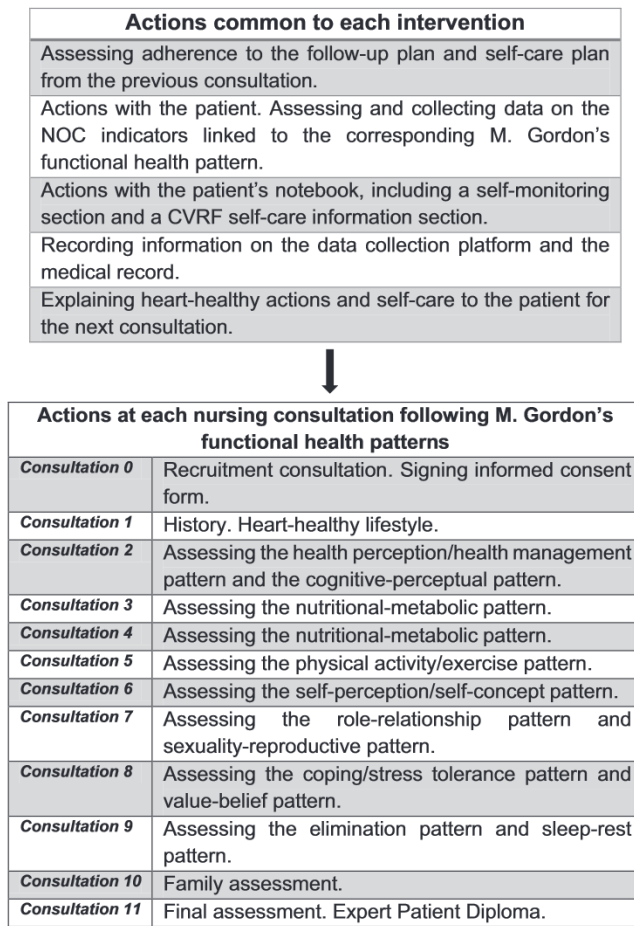 Actions common to each intervention
Assessing adherence to the follow-up plan and self-care plan
from the previous consultation.
Actions with the patient. Assessing and collecting data on the
NOC indicators linked to the corresponding M. Gordon's
functional health pattern.
Actions with the patient's notebook, including a self-monitoring
section and a CVRF self-care information section.
Recording information on the data collection platform and the
medical record.
Explaining heart-healthy actions and self-care to the patient for
the next consultation.
Actions at each nursing consultation following M. Gordon's
functional health patterns
Consultation 0 Recruitment consultation. Signing informed consent
form.
Consultation 1 History. Heart-healthy lifestyle.
Consultation 2 Assessing the health perception/health management
pattern and the cognitive-perceptual pattern.
Consultation 3 Assessing the nutritional-metabolic pattern.
Consultation 4 Assessing the nutritional-metabolic pattern.
Consultation 5 Assessing the physical activity/exercise pattern.
Consultation 6 Assessing the self-perception/self-concept pattern.
Consultation 7 Assessing the role-relationship pattern and
sexuality-reproductive pattern.
Consultation 8 Assessing the coping/stress tolerance pattern and
value-belief pattern.
Consultation 9 Assessing the elimination pattern and sleep-rest
pattern.
Consultation 10 Family assessment.
Consultation 11 Final assessment. Expert Patient Diploma.